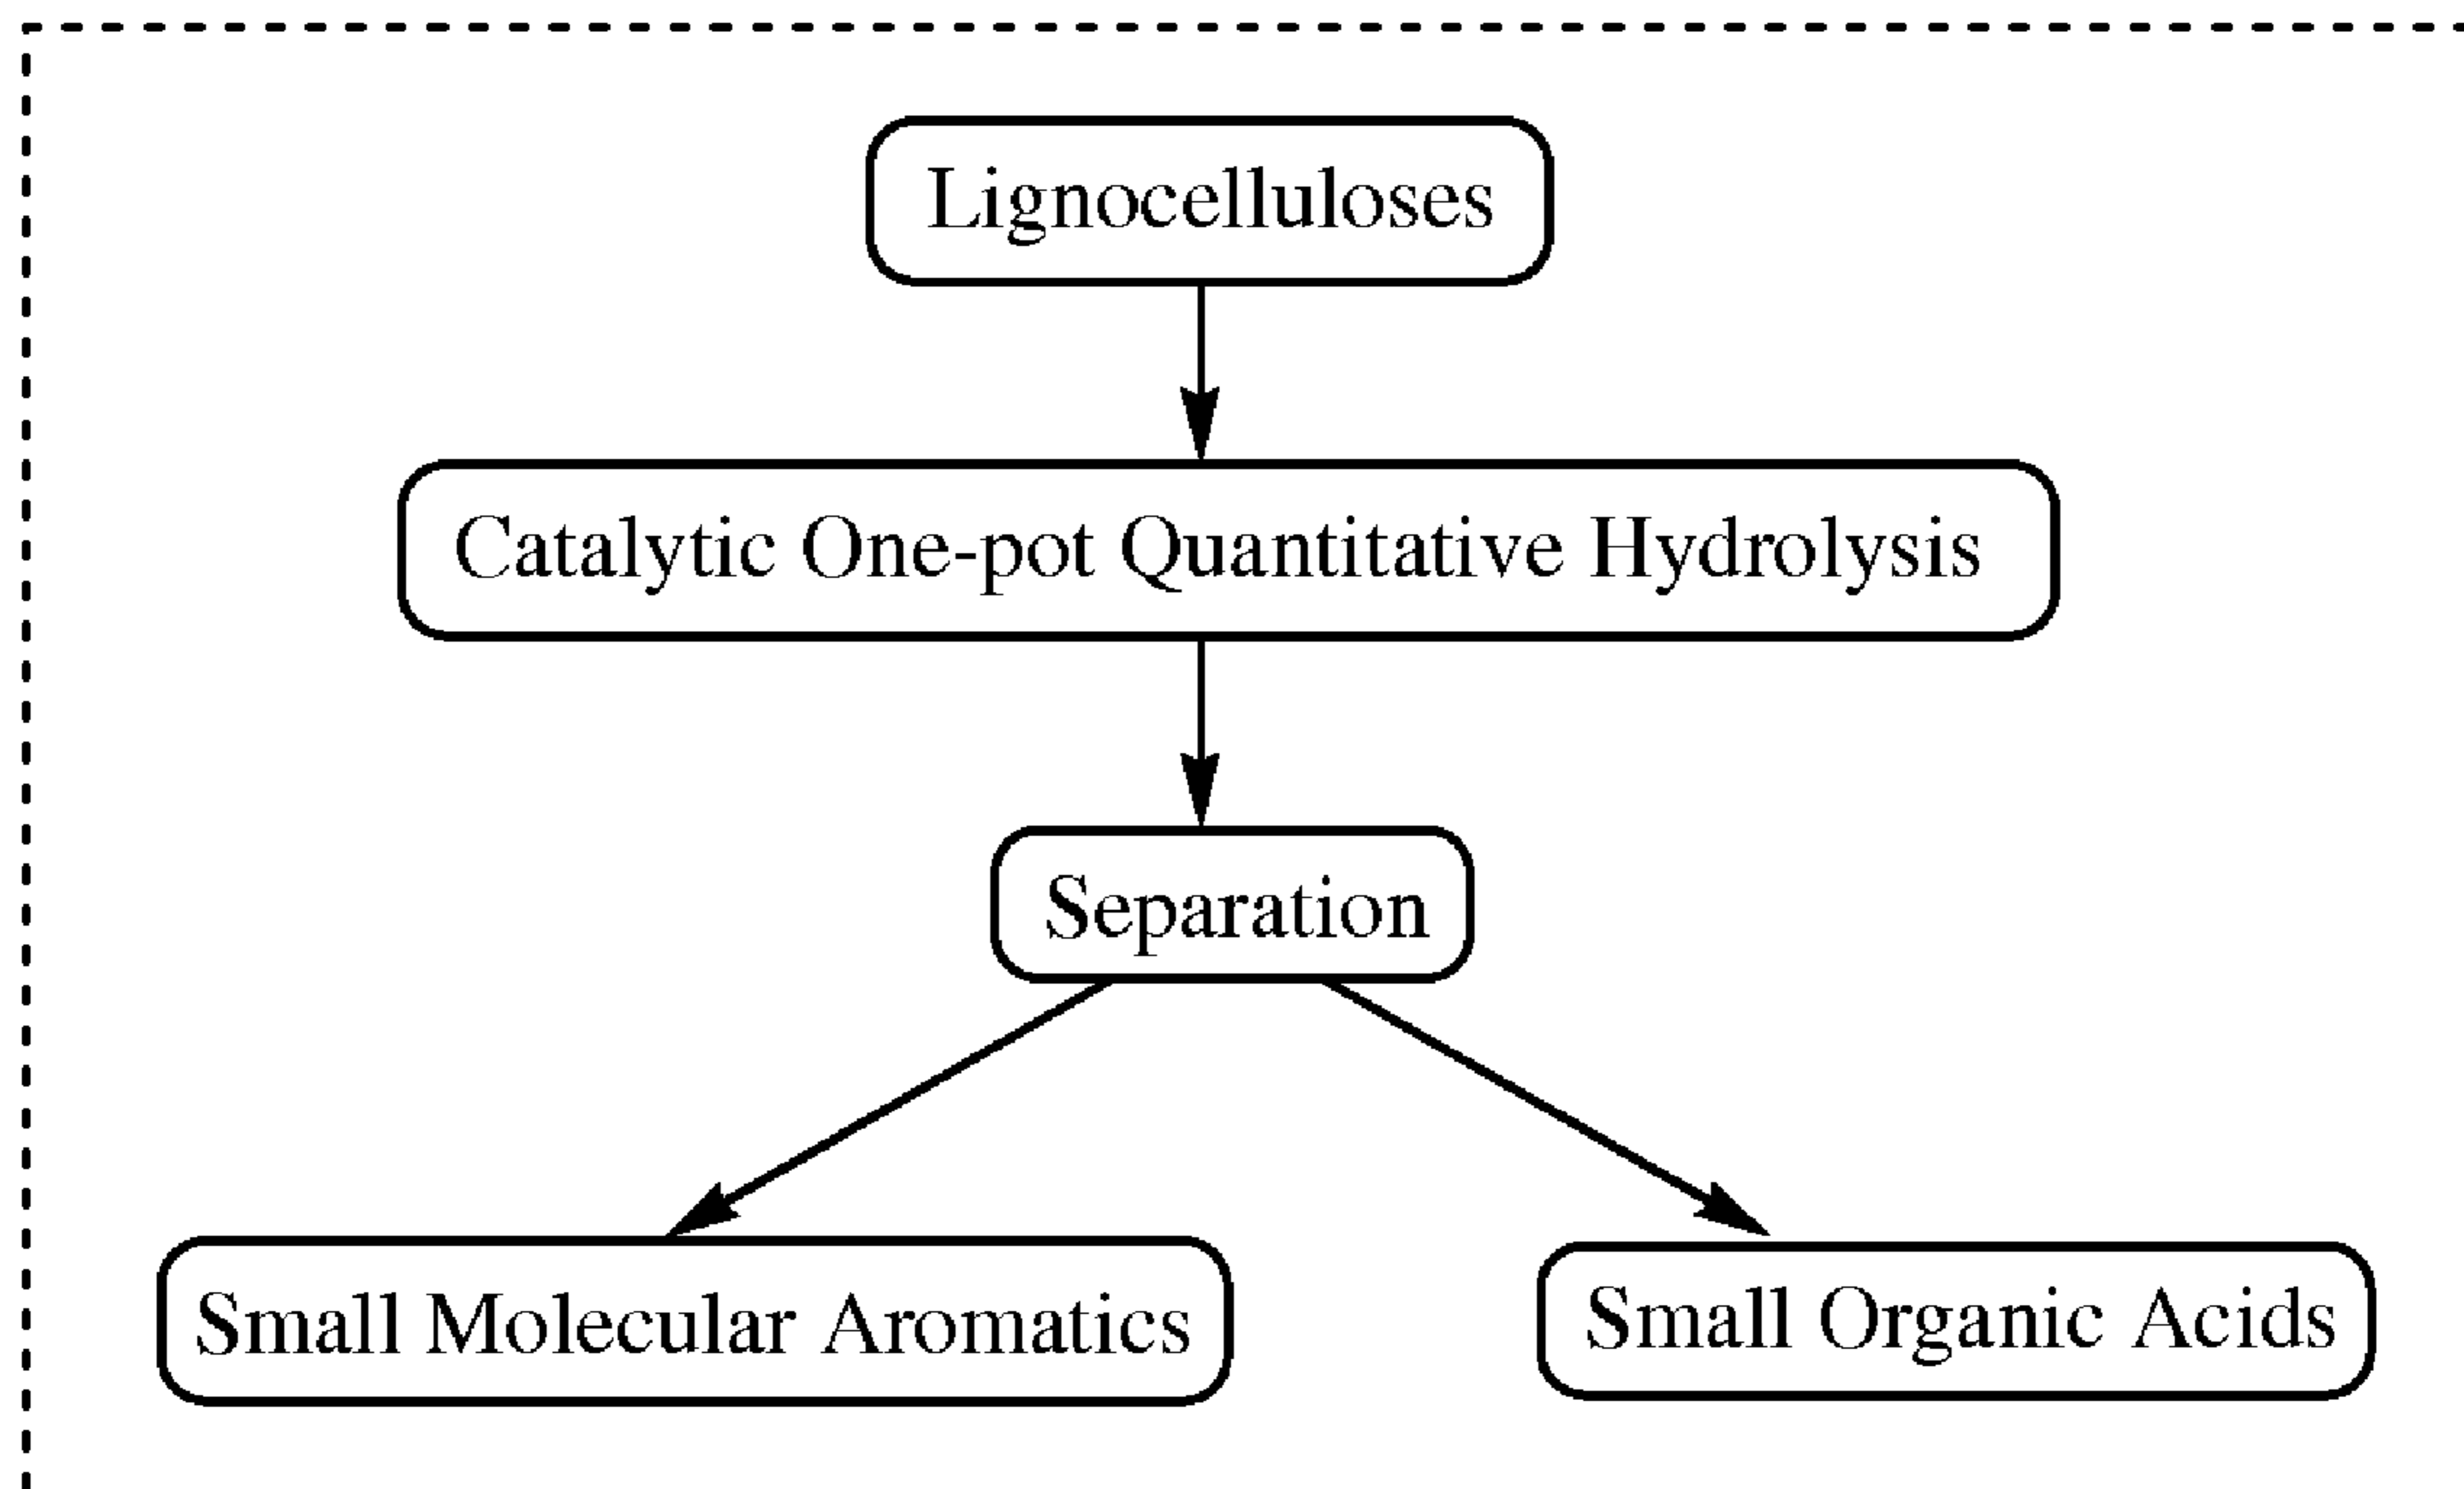 Lignocelluloses
Catalytic One-pot Quantitative Hydrolysis
Separation
Small Molecular Aromatics
Small Organic Acids